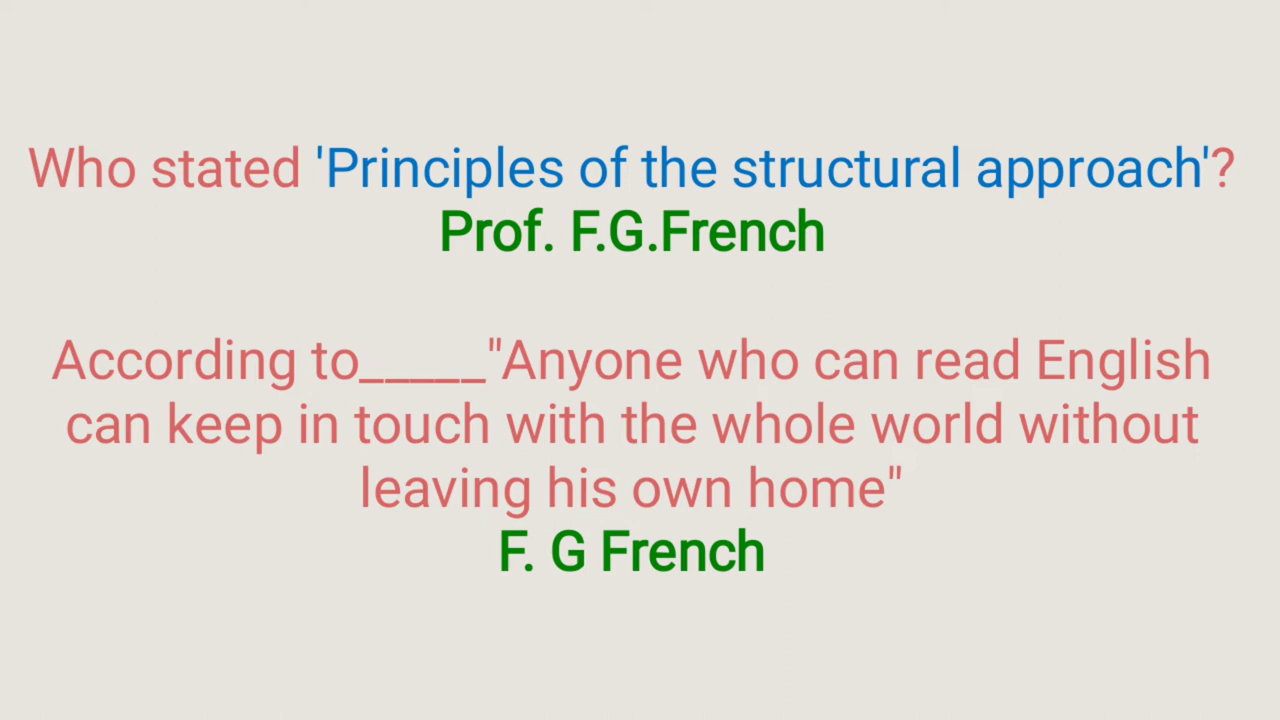 Who stated 'Principles of the structural approach'?
Prof. F.G.French
According to_____"Anyone who can read English
can keep in touch with the whole world without
leaving his own home"
F. G French